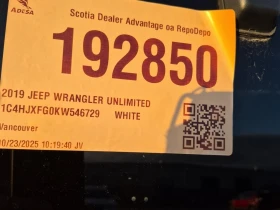 ADESA
Scotia Dealer Advantage oa RepoDepo
192850
2019 JEEP WRANGLER UNLIMITED
1C4HJXFG0KW546729 WHITE
Vancouver
10/23/2025 10:19:40 JV